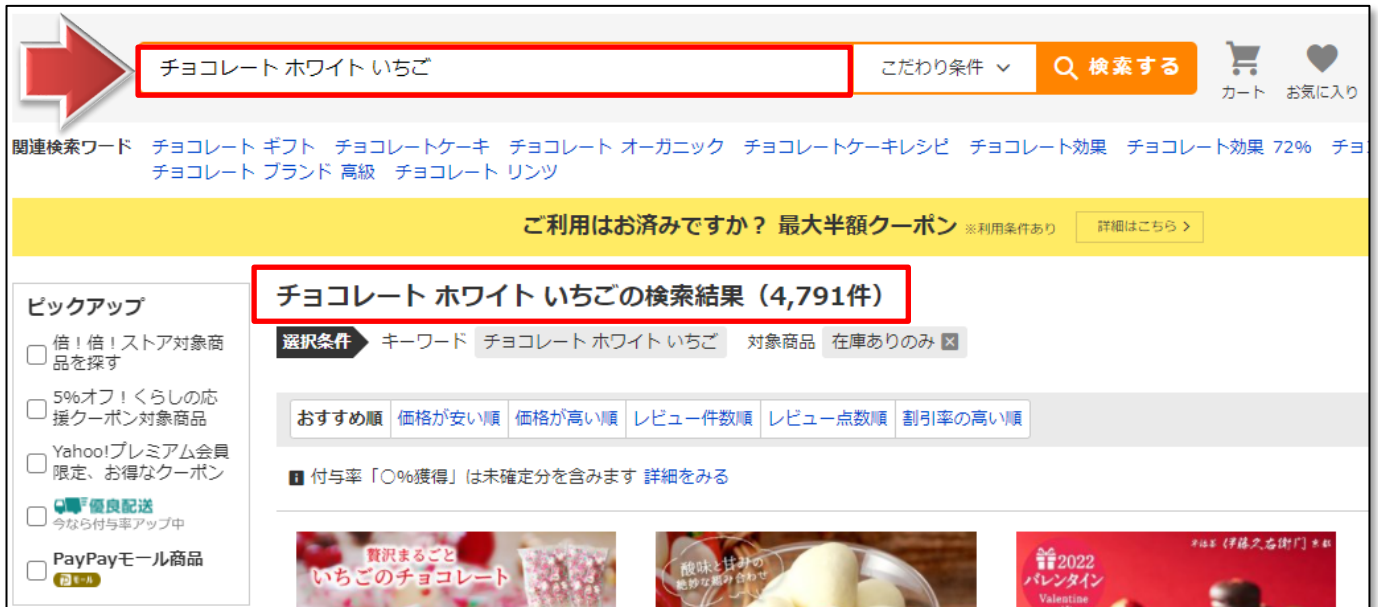 チョコレート ホワイト いちご
こだわり条件
検索する
カート
お気に入り
関連検索ワード チョコレート ギフト チョコレートケーキ チョコレート オーガニック チョコレートケーキレシピ チョコレート効果 チョコレート効果 72% チョコ
チョコレート ブランド 高級 チョコレート リンツ
ご利用はお済みですか？ 最大半額クーポン ※利用条件あり 詳細はこちら >
ピックアップ
倍！倍！ストア対象商
品を探す
5%オフ！くらしの応
援クーポン対象商品
Yahoo!プレミアム会員
限定、お得なクーポン
優良配送
今なら付与率アップ中
PayPayモール商品
モール
チョコレート ホワイト いちごの検索結果（4,791件）
選択条件 キーワード チョコレート ホワイト いちご 対象商品 在庫ありのみ
おすすめ順 価格が安い順 価格が高い順 レビュー件数順 レビュー点数順 割引率の高い順
付与率「○%獲得」は未確定分を含みます 詳細をみる
贅沢まるごと
いちごのチョコレート
酸味と甘みの
絶妙な組み合わせ
伊藤久右衛門
2022
バレンタイン
Valentine